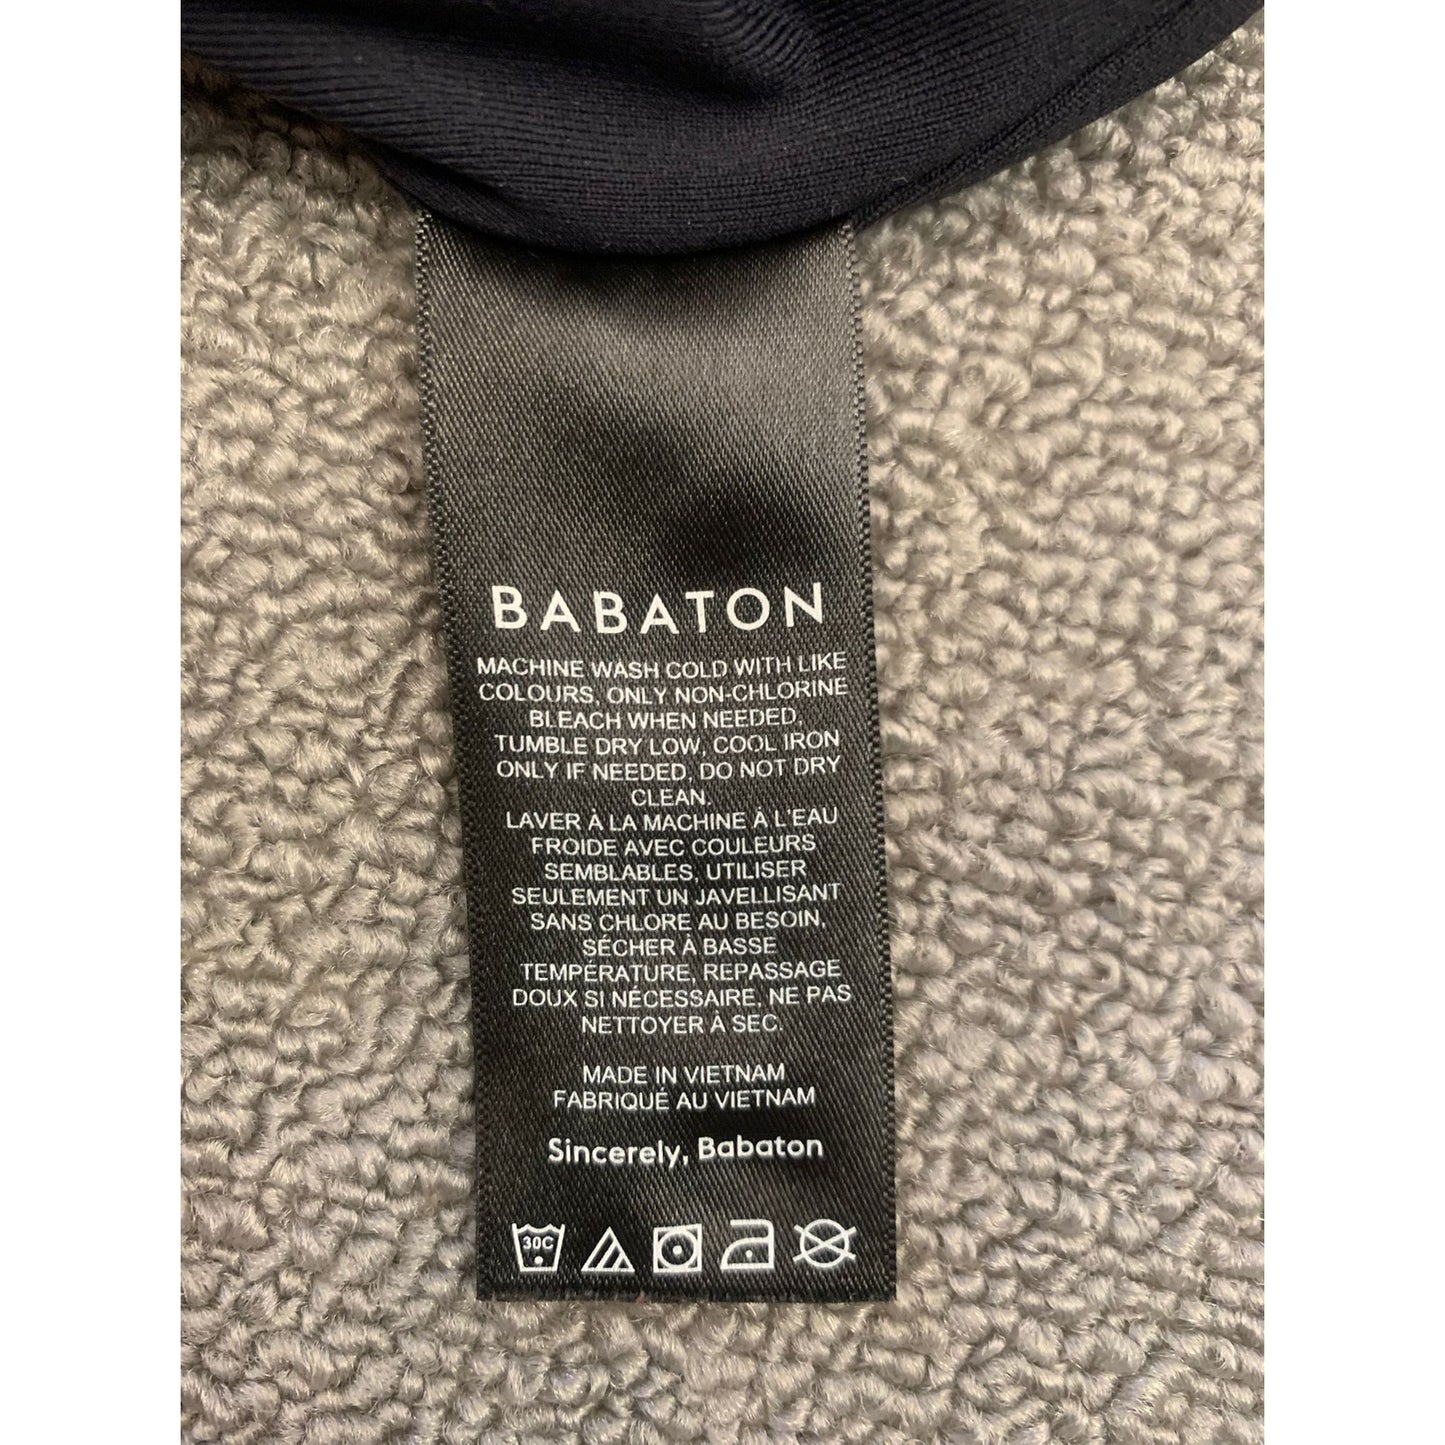 BABATON
MACHINE WASH COLD WITH LIKE
COLOURS, ONLY NON-CHLORINE
BLEACH WHEN NEEDED,
TUMBLE DRY LOW, COOL IRON
ONLY IF NEEDED, DO NOT DRY
CLEAN.
LAVER À LA MACHINE À L'EAU
FROIDE AVEC COULEURS
SEMBLABLES, UTILISER
SEULEMENT UN JAVELLISANT
SANS CHLORE AU BESOIN,
SÉCHER À BASSE
TEMPÉRATURE, REPASSAGE
DOUX SI NÉCESSAIRE, NE PAS
NETTOYER À SEC.
MADE IN VIETNAM
FABRIQUÉ AU VIETNAM
Sincerely, Babaton
30C